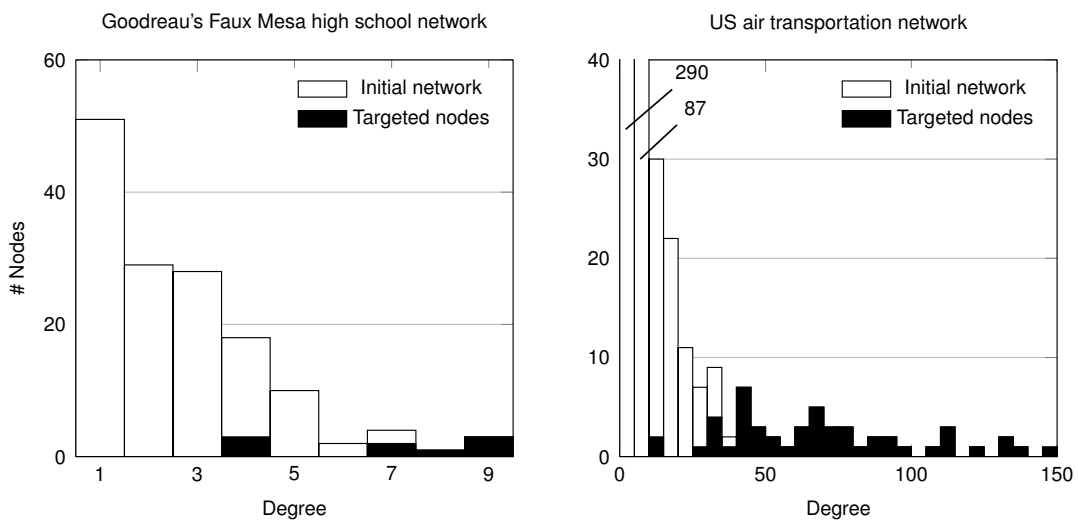 Goodreau's Faux Mesa high school network
60
40
20
0
# Nodes
1 3 5 7 9
Degree
Initial network
Targeted nodes
US air transportation network
40
30
20
10
0
290
87
Initial network
Targeted nodes
0 50 100 150
Degree